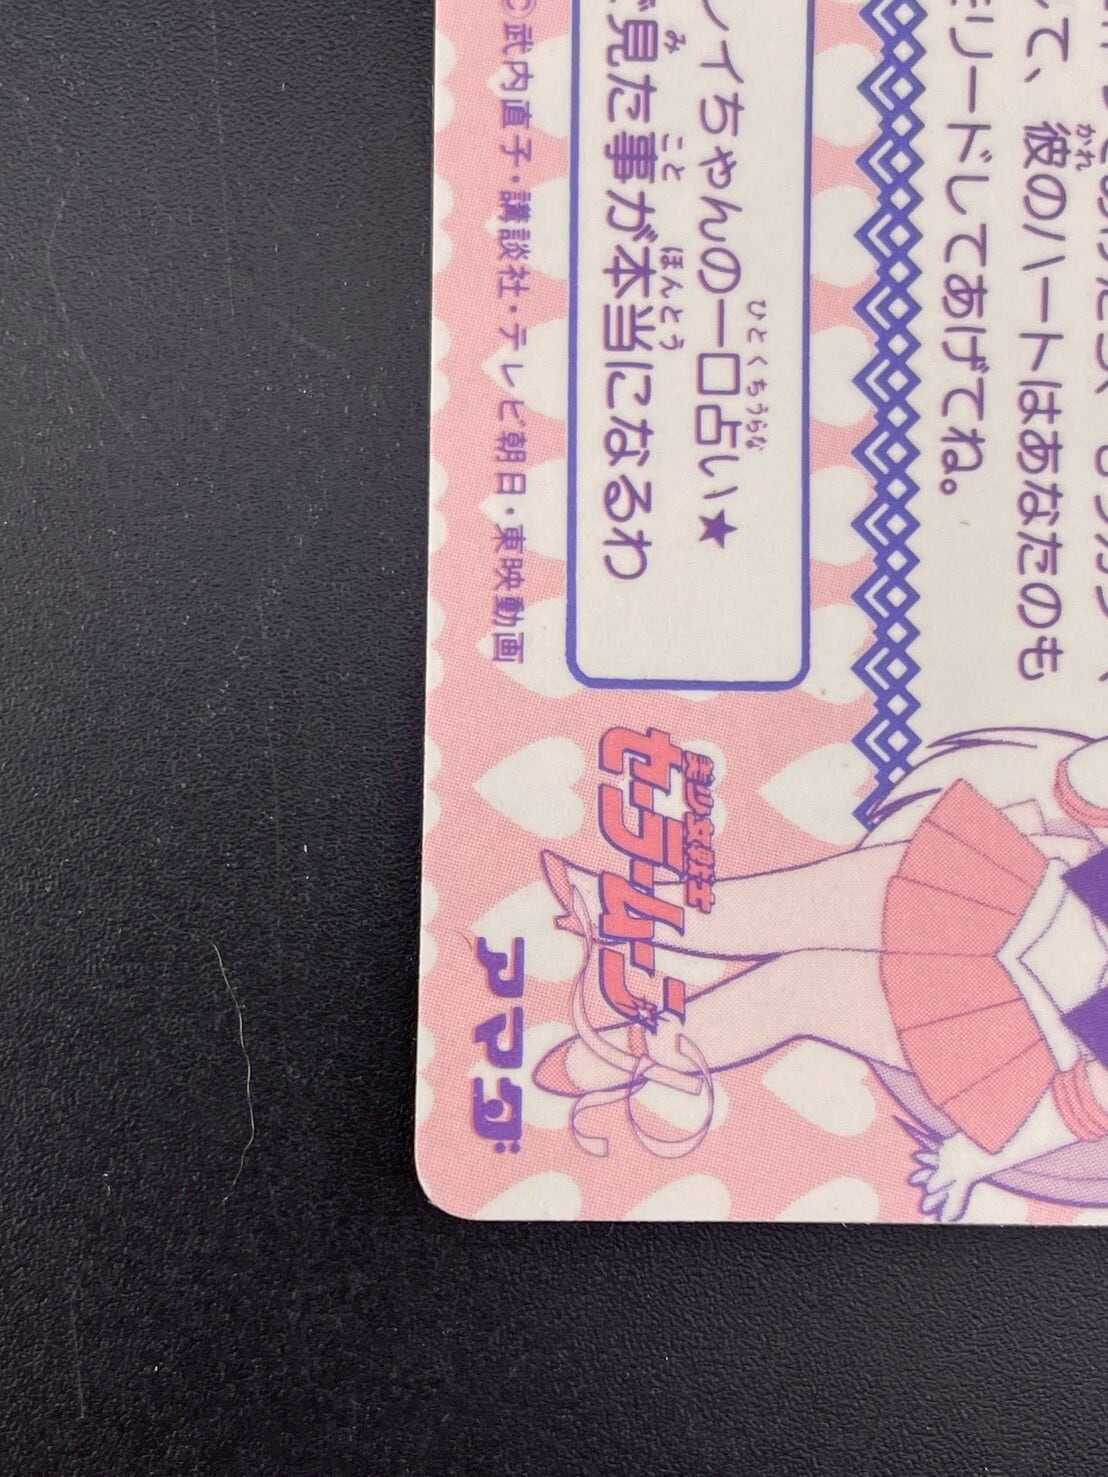 て、彼のハートはあなたのも
リードしてあげてね。
イちゃんの一口占い★
見た事が本当になるわ
©武内直子・講談社・テレビ朝日・東映動画
美少女戦士
セーラームーン
アマダ